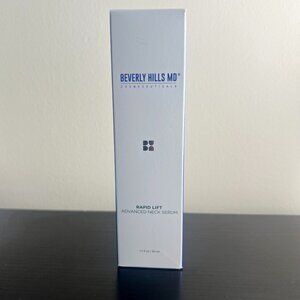 BEVERLY HILLS MD®
COSMECEUTICALS
RAPID LIFT
ADVANCED NECK SERUM